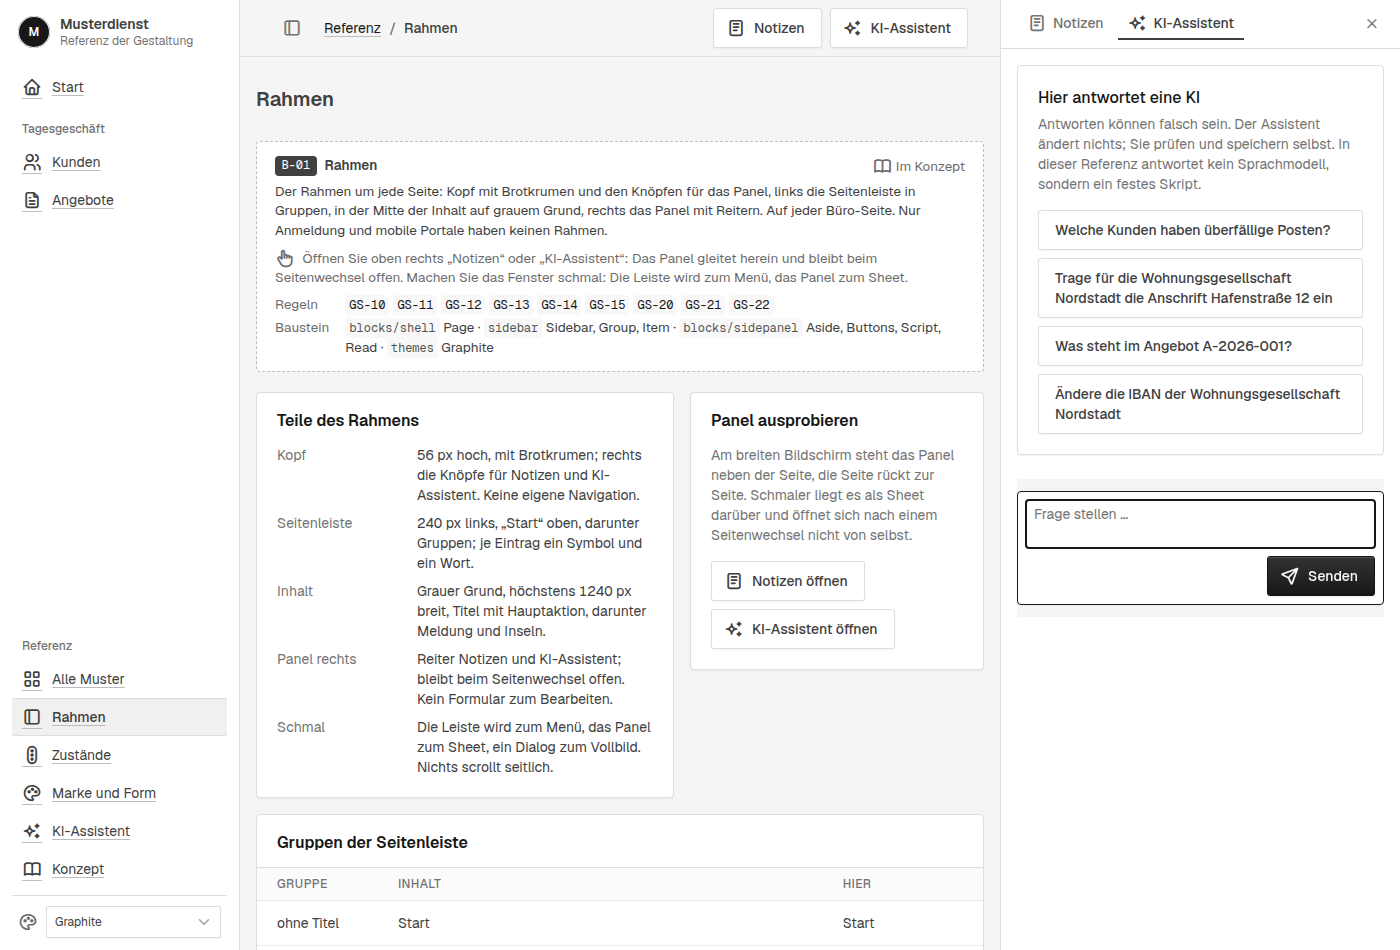 M
Musterdienst
Referenz der Gestaltung
Start
Tagesgeschäft
Kunden
Angebote
Referenz
Alle Muster
Rahmen
Zustände
Marke und Form
KI-Assistent
Konzept
Graphite
Referenz / Rahmen
Notizen
KI-Assistent
Rahmen
B-01 Rahmen
Im Konzept
Der Rahmen um jede Seite: Kopf mit Brotkrumen und den Knöpfen für das Panel, links die Seitenleiste in
Gruppen, in der Mitte der Inhalt auf grauem Grund, rechts das Panel mit Reitern. Auf jeder Büro-Seite. Nur
Anmeldung und mobile Portale haben keinen Rahmen.
Öffnen Sie oben rechts „Notizen“ oder „KI-Assistent“: Das Panel gleitet herein und bleibt beim
Seitenwechsel offen. Machen Sie das Fenster schmal: Die Leiste wird zum Menü, das Panel zum Sheet.
Regeln GS-10 GS-11 GS-12 GS-13 GS-14 GS-15 GS-20 GS-21 GS-22
Baustein blocks/shell Page · sidebar Sidebar, Group, Item · blocks/sidepanel Aside, Buttons, Script,
Read · themes Graphite
Teile des Rahmens
Kopf 56 px hoch, mit Brotkrumen; rechts
die Knöpfe für Notizen und KI-
Assistent. Keine eigene Navigation.
Seitenleiste 240 px links, „Start“ oben, darunter
Gruppen; je Eintrag ein Symbol und
ein Wort.
Inhalt Grauer Grund, höchstens 1240 px
breit, Titel mit Hauptaktion, darunter
Meldung und Inseln.
Panel rechts Reiter Notizen und KI-Assistent;
bleibt beim Seitenwechsel offen.
Kein Formular zum Bearbeiten.
Schmal Die Leiste wird zum Menü, das Panel
zum Sheet, ein Dialog zum Vollbild.
Nichts scrollt seitlich.
Panel ausprobieren
Am breiten Bildschirm steht das Panel
neben der Seite, die Seite rückt zur
Seite. Schmaler liegt es als Sheet
darüber und öffnet sich nach einem
Seitenwechsel nicht von selbst.
Notizen öffnen
KI-Assistent öffnen
Gruppen der Seitenleiste
GRUPPE INHALT HIER
ohne Titel Start Start
Notizen
KI-Assistent
Hier antwortet eine KI
Antworten können falsch sein. Der Assistent
ändert nichts; Sie prüfen und speichern selbst. In
dieser Referenz antwortet kein Sprachmodell,
sondern ein festes Skript.
Welche Kunden haben überfällige Posten?
Trage für die Wohnungsgesellschaft
Nordstadt die Anschrift Hafenstraße 12 ein
Was steht im Angebot A-2026-001?
Ändere die IBAN der Wohnungsgesellschaft
Nordstadt
Frage stellen …
Senden